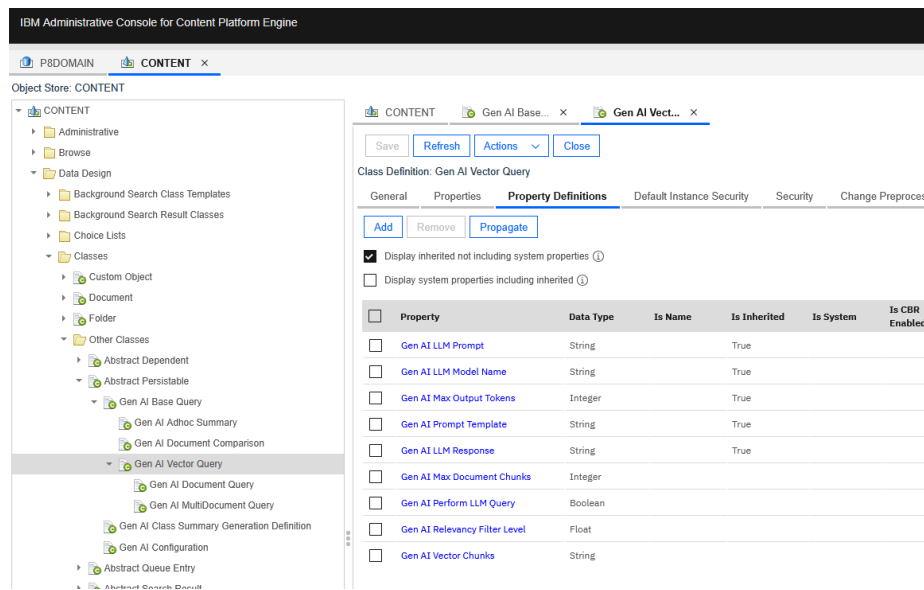 IBM Administrative Console for Content Platform Engine
P8DOMAIN
CONTENT ×
Object Store: CONTENT
CONTENT
Administrative
Browse
Data Design
Background Search Class Templates
Background Search Result Classes
Choice Lists
Classes
Custom Object
Document
Folder
Other Classes
Abstract Dependent
Abstract Persistable
Gen AI Base Query
Gen AI Adhoc Summary
Gen AI Document Comparison
Gen AI Vector Query
Gen AI Document Query
Gen AI MultiDocument Query
Gen AI Class Summary Generation Definition
Gen AI Configuration
Abstract Queue Entry
Abstract Search Result
CONTENT Gen AI Base... × Gen AI Vect... ×
Save Refresh Actions Close
Class Definition: Gen AI Vector Query
General Properties Property Definitions Default Instance Security Security Change Preproces
Add Remove Propagate
Display inherited not including system properties
Display system properties including inherited
Property Data Type Is Name Is Inherited Is System Is CBR Enabled
Gen AI LLM Prompt String True
Gen AI LLM Model Name String True
Gen AI Max Output Tokens Integer True
Gen AI Prompt Template String True
Gen AI LLM Response String True
Gen AI Max Document Chunks Integer
Gen AI Perform LLM Query Boolean
Gen AI Relevancy Filter Level Float
Gen AI Vector Chunks String